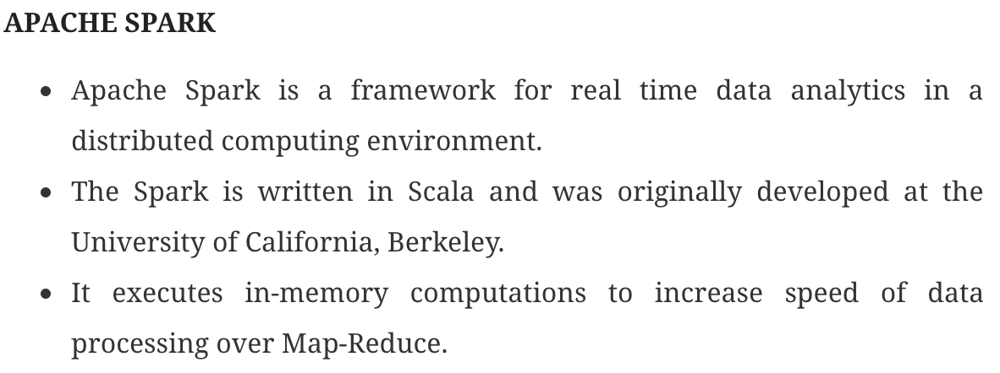 APACHE SPARK
• Apache Spark is a framework for real time data analytics in a
distributed computing environment.
• The Spark is written in Scala and was originally developed at the
University of California, Berkeley.
• It executes in-memory computations to increase speed of data
processing over Map-Reduce.